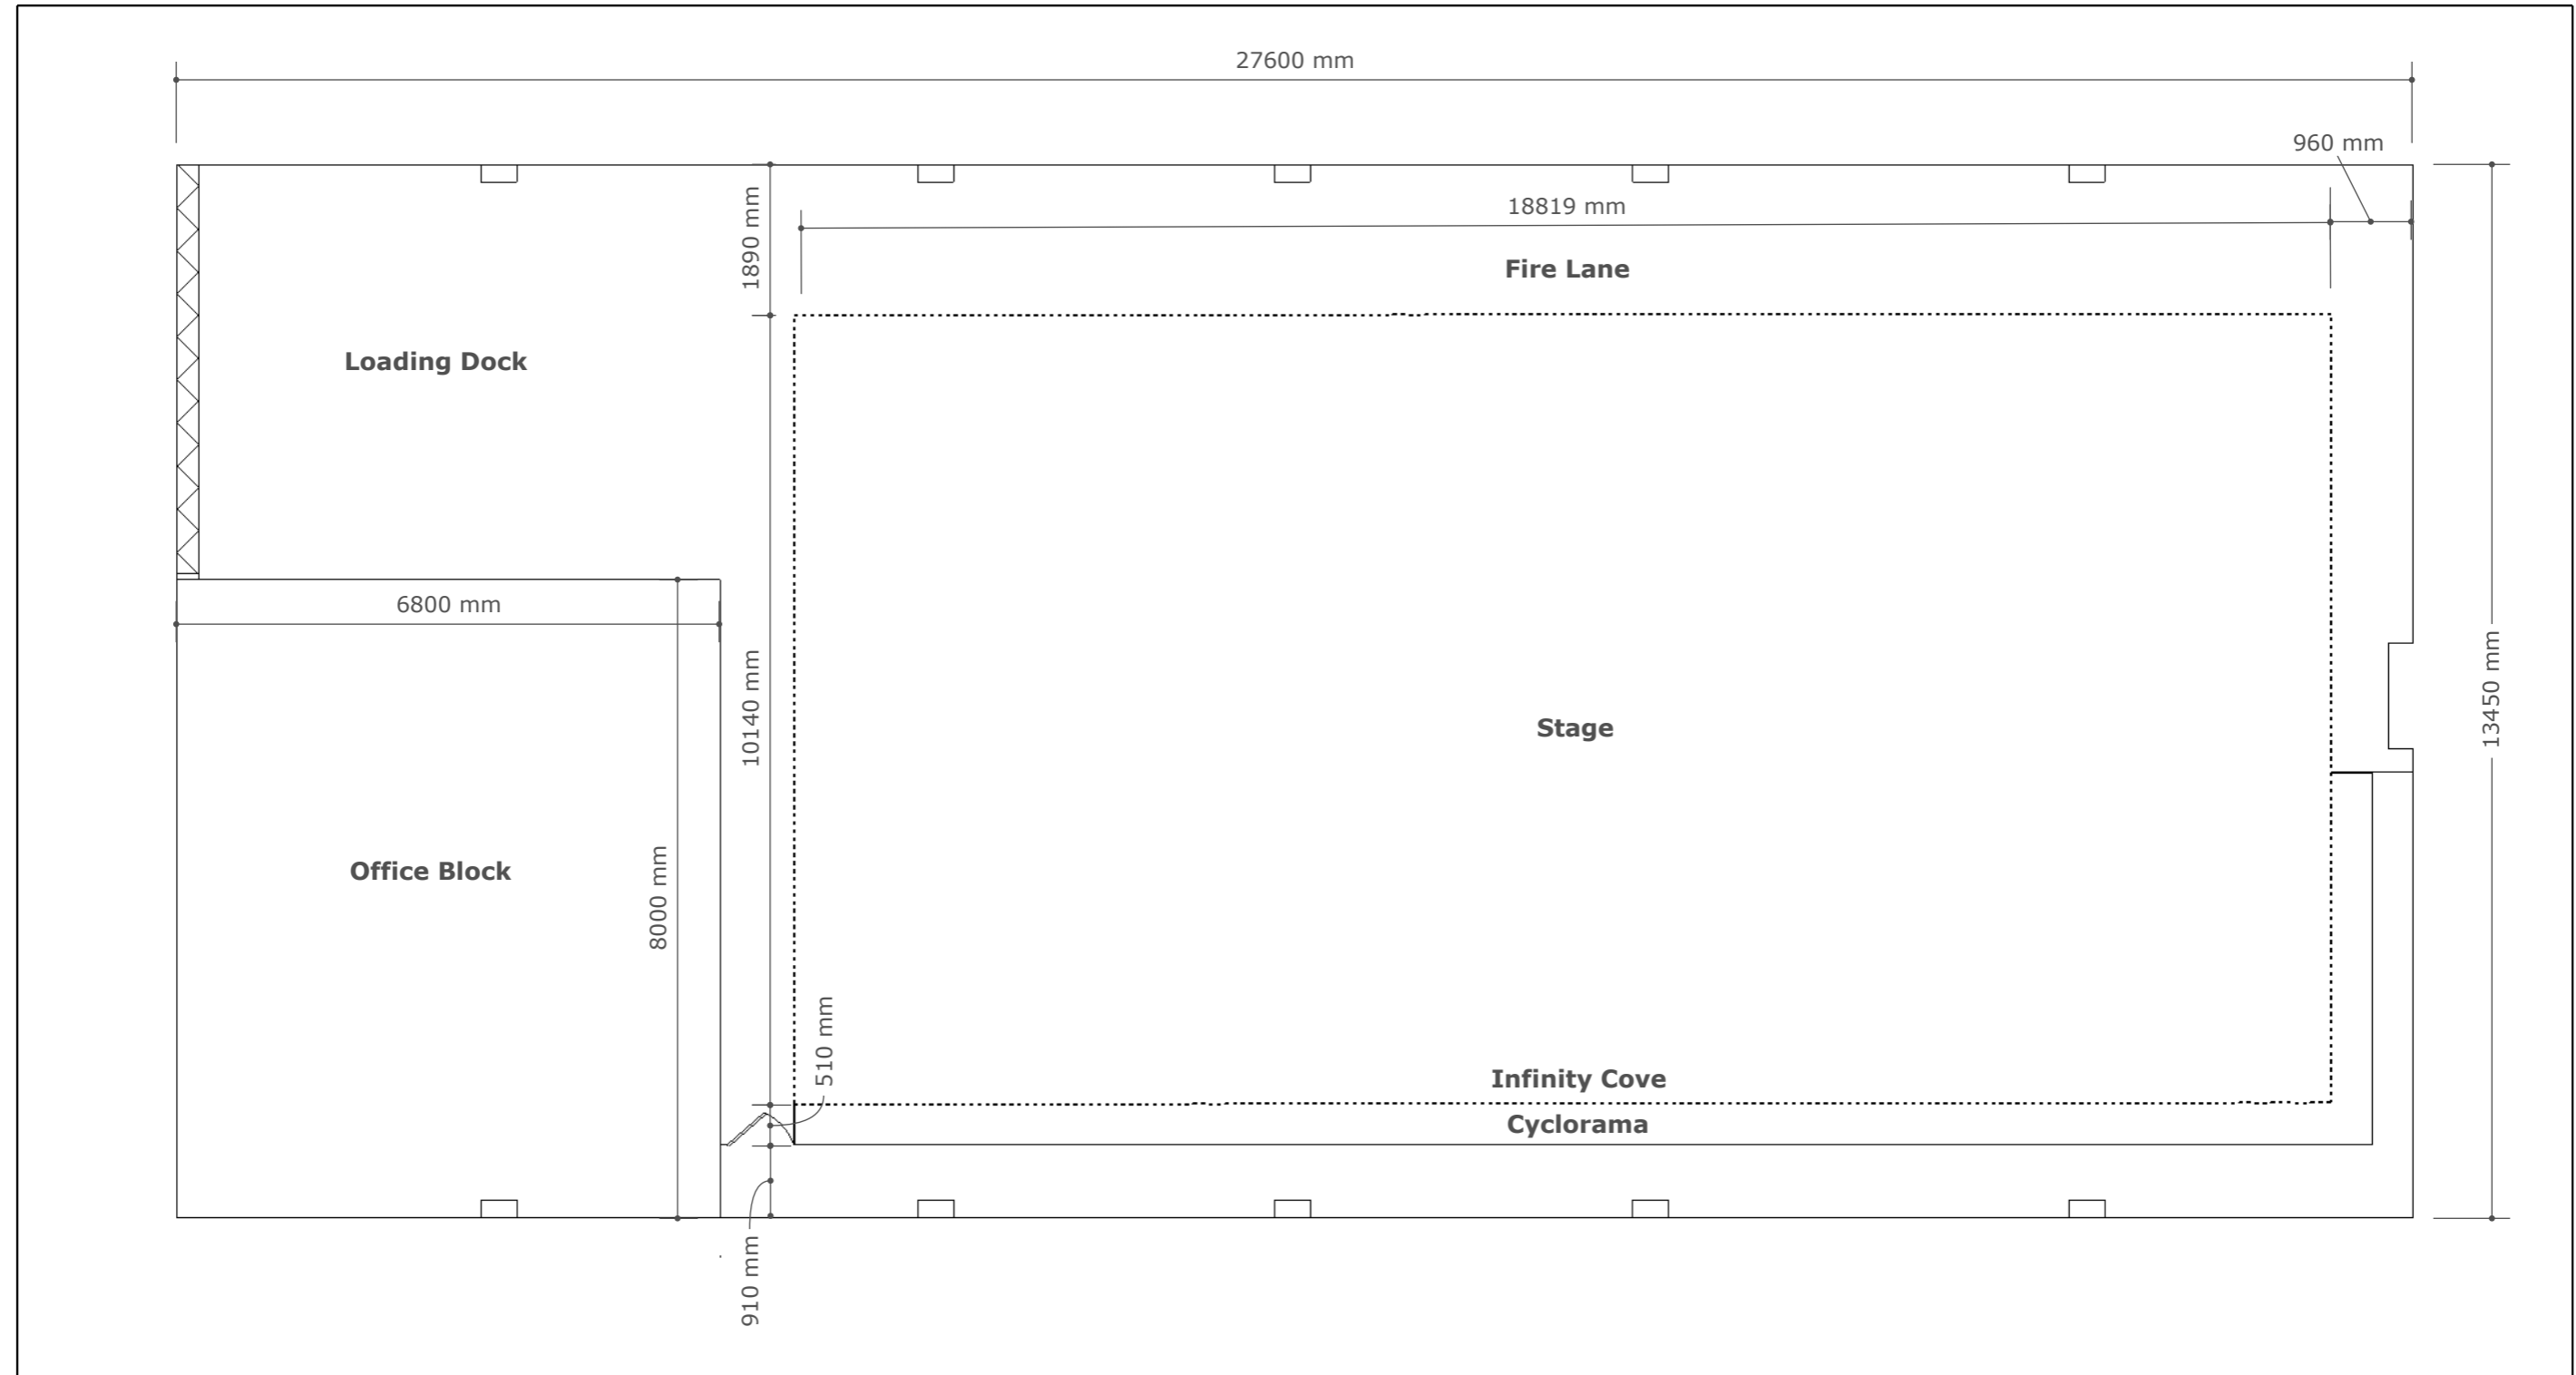 27600 mm
960 mm
1890 mm
18819 mm
Fire Lane
Loading Dock
6800 mm
10140 mm
13450 mm
Stage
Office Block
8000 mm
510 mm
Infinity Cove
Cyclorama
910 mm